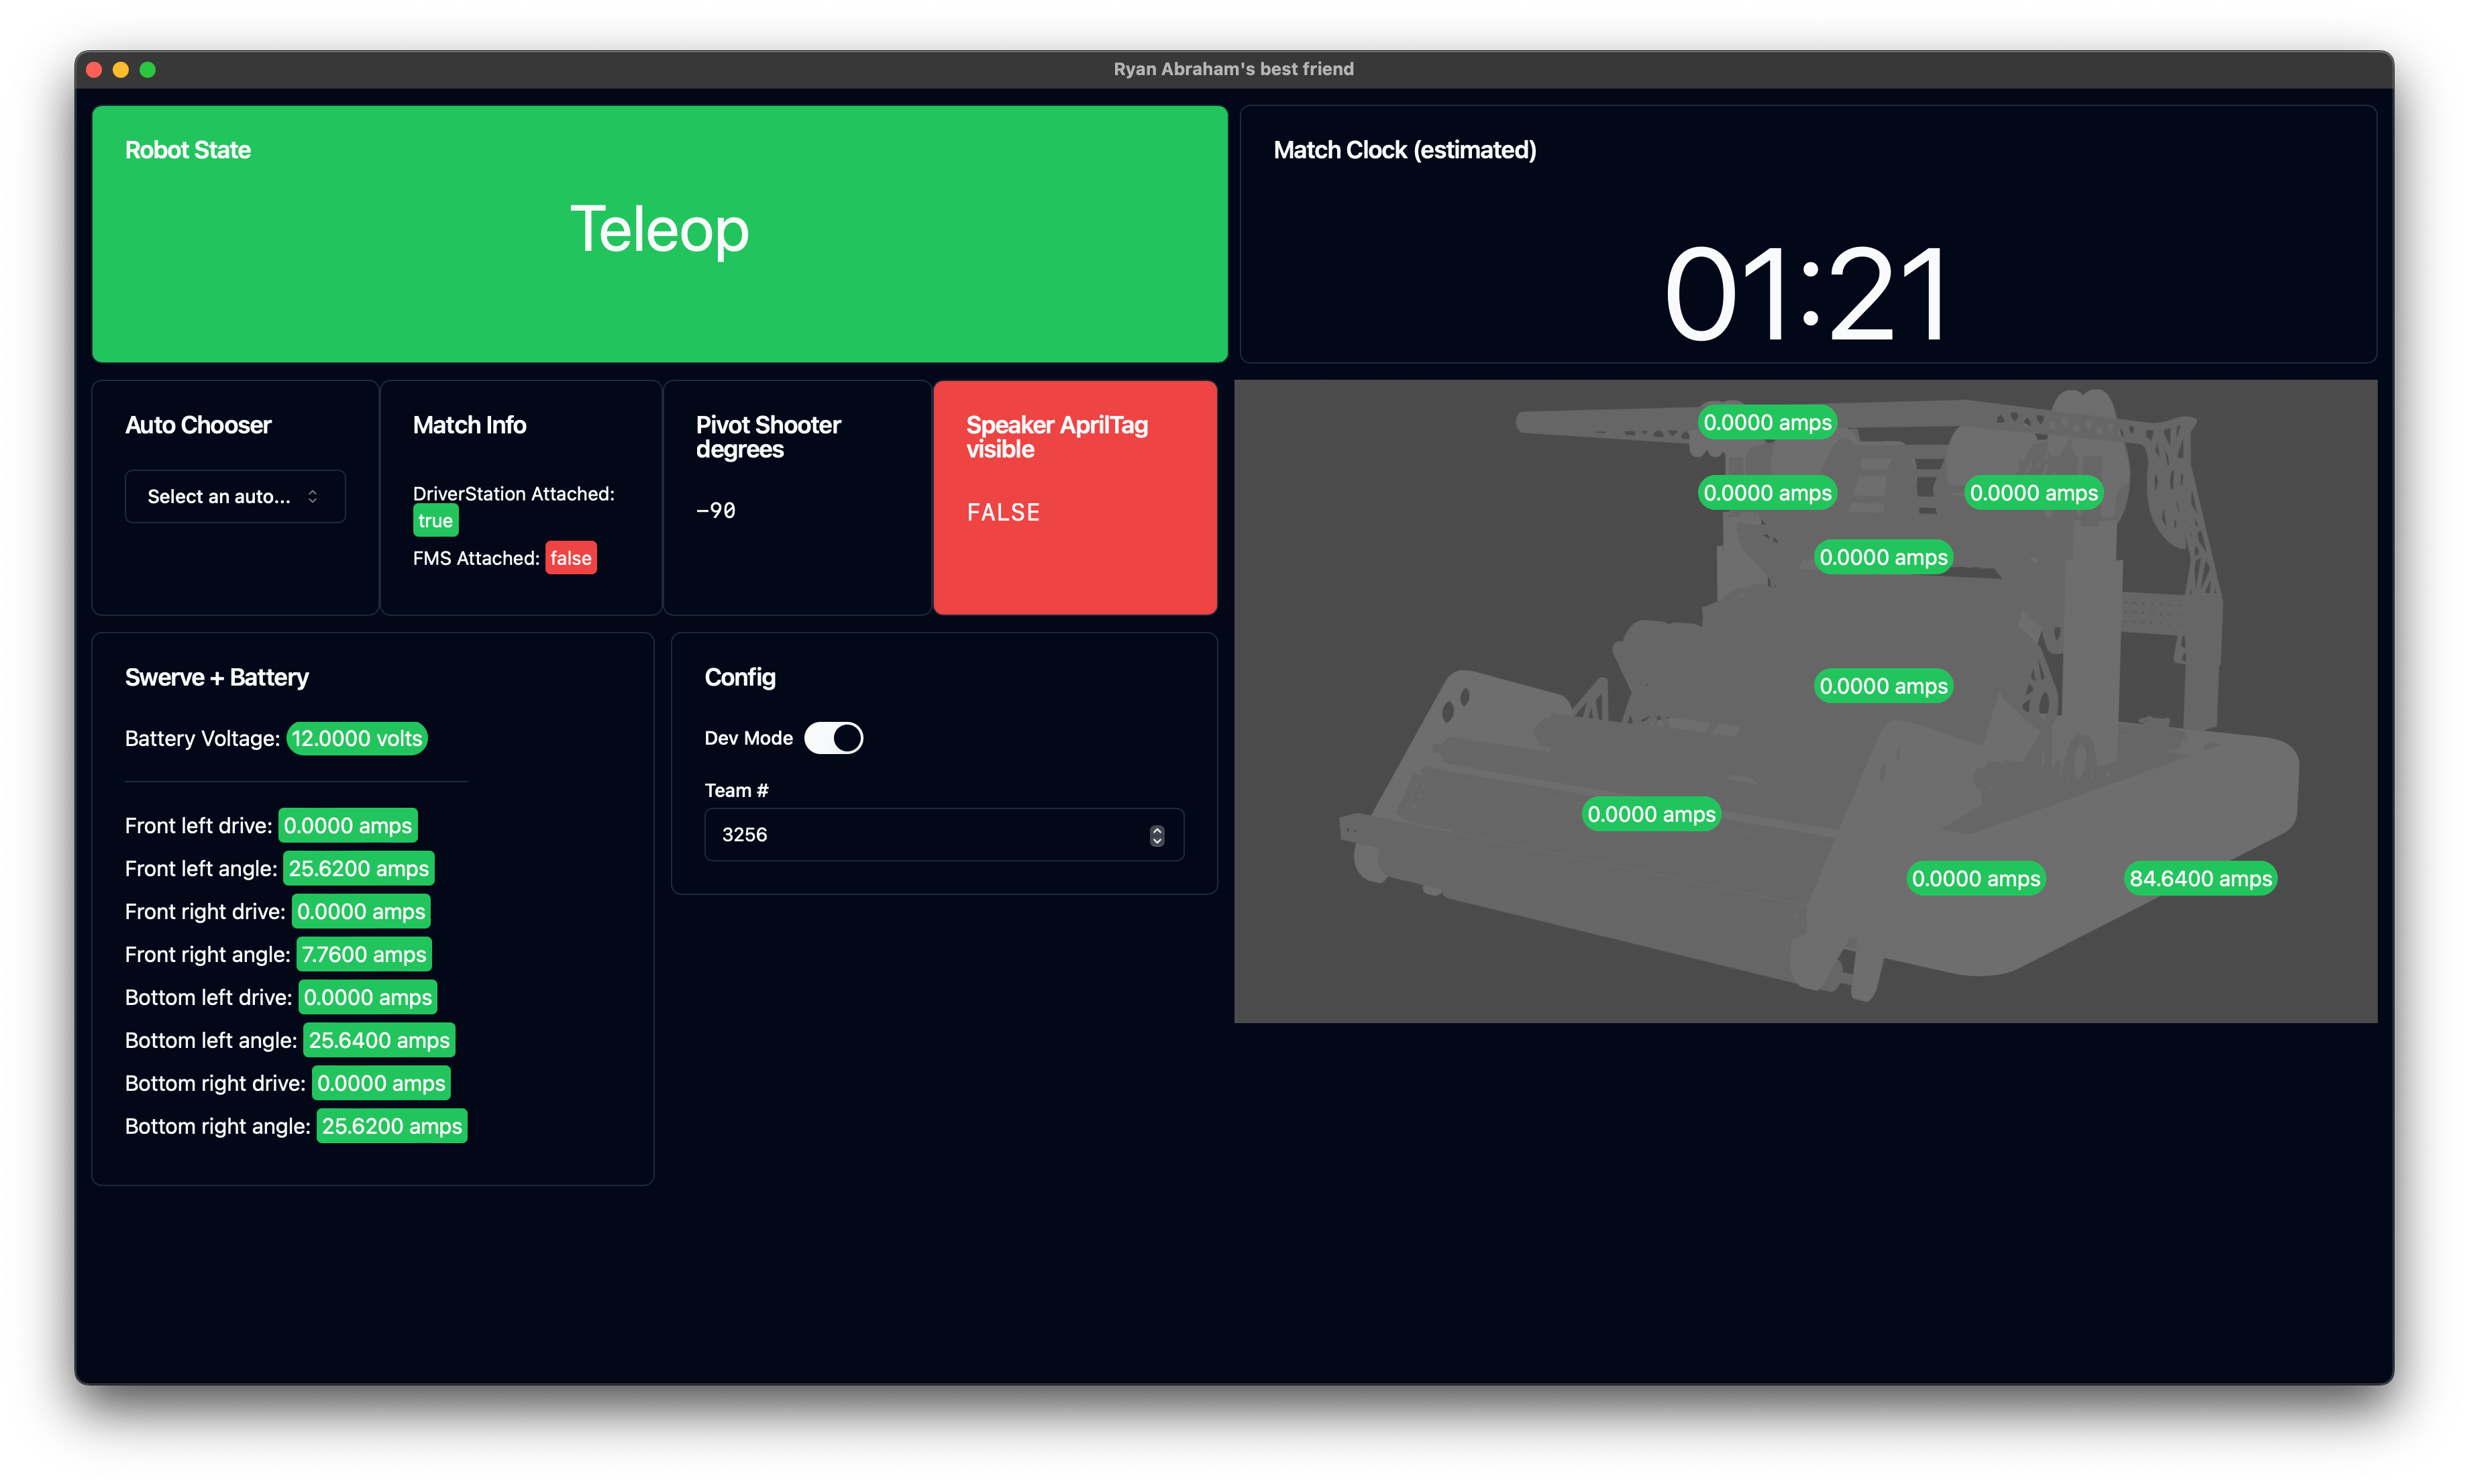 Ryan Abraham's best friend
Robot State
Teleop
Match Clock (estimated)
01:21
Auto Chooser
Select an auto...
Match Info
DriverStation Attached:
true
FMS Attached: false
Pivot Shooter
degrees
-90
Speaker AprilTag
visible
FALSE
Swerve + Battery
Battery Voltage: 12.0000 volts
Front left drive: 0.0000 amps
Front left angle: 25.6200 amps
Front right drive: 0.0000 amps
Front right angle: 7.7600 amps
Bottom left drive: 0.0000 amps
Bottom left angle: 25.6400 amps
Bottom right drive: 0.0000 amps
Bottom right angle: 25.6200 amps
Config
Dev Mode
Team #
3256
0.0000 amps
0.0000 amps
0.0000 amps
0.0000 amps
0.0000 amps
0.0000 amps
0.0000 amps
84.6400 amps